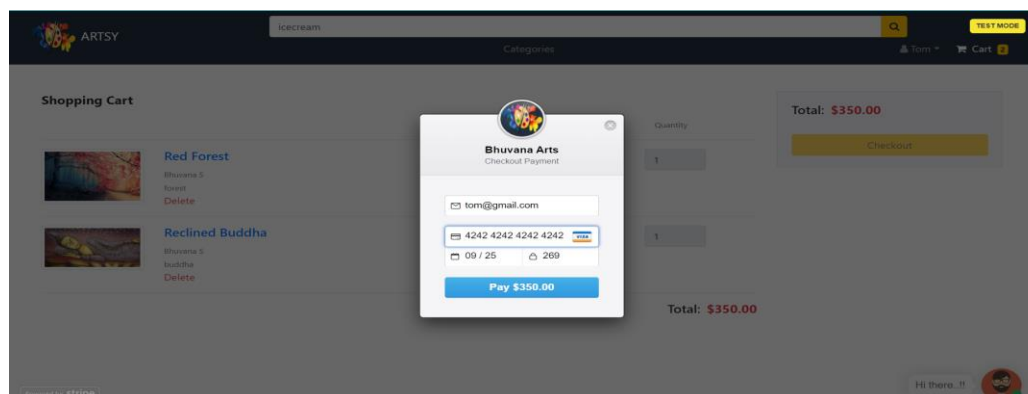 ARTSY
icecream
TEST MODE
Categories
Tom
Cart 2
Shopping Cart
Quantity
Total: $350.00
Checkout
Red Forest
Bhuvana S
forest
Delete
1
Reclined Buddha
Bhuvana S
buddha
Delete
1
Total: $350.00
Bhuvana Arts
Checkout Payment
tom@gmail.com
4242 4242 4242 4242 VISA
09 / 25 269
Pay $350.00
Hi there..!!
stripe